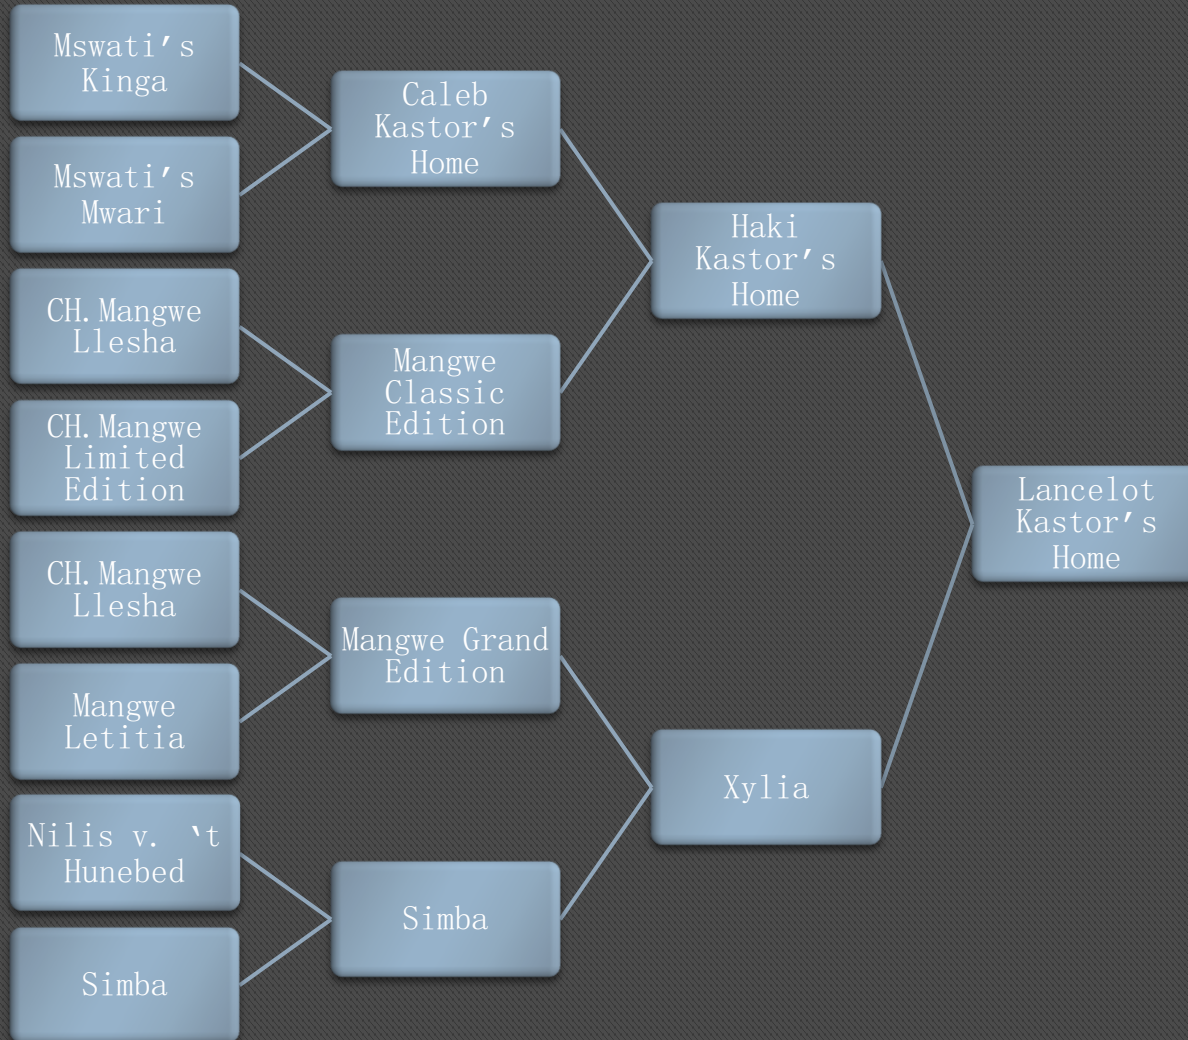 Mswati's
Kinga
Mswati's
Mwari
CH.Mangwe
Llesha
CH.Mangwe
Limited
Edition
CH.Mangwe
Llesha
Mangwe
Letitia
Nilis v. ‘t
Hunebed
Simba
Caleb
Kastor's
Home
Mangwe
Classic
Edition
Mangwe Grand
Edition
Simba
Haki
Kastor's
Home
Xylia
Lancelot
Kastor's
Home